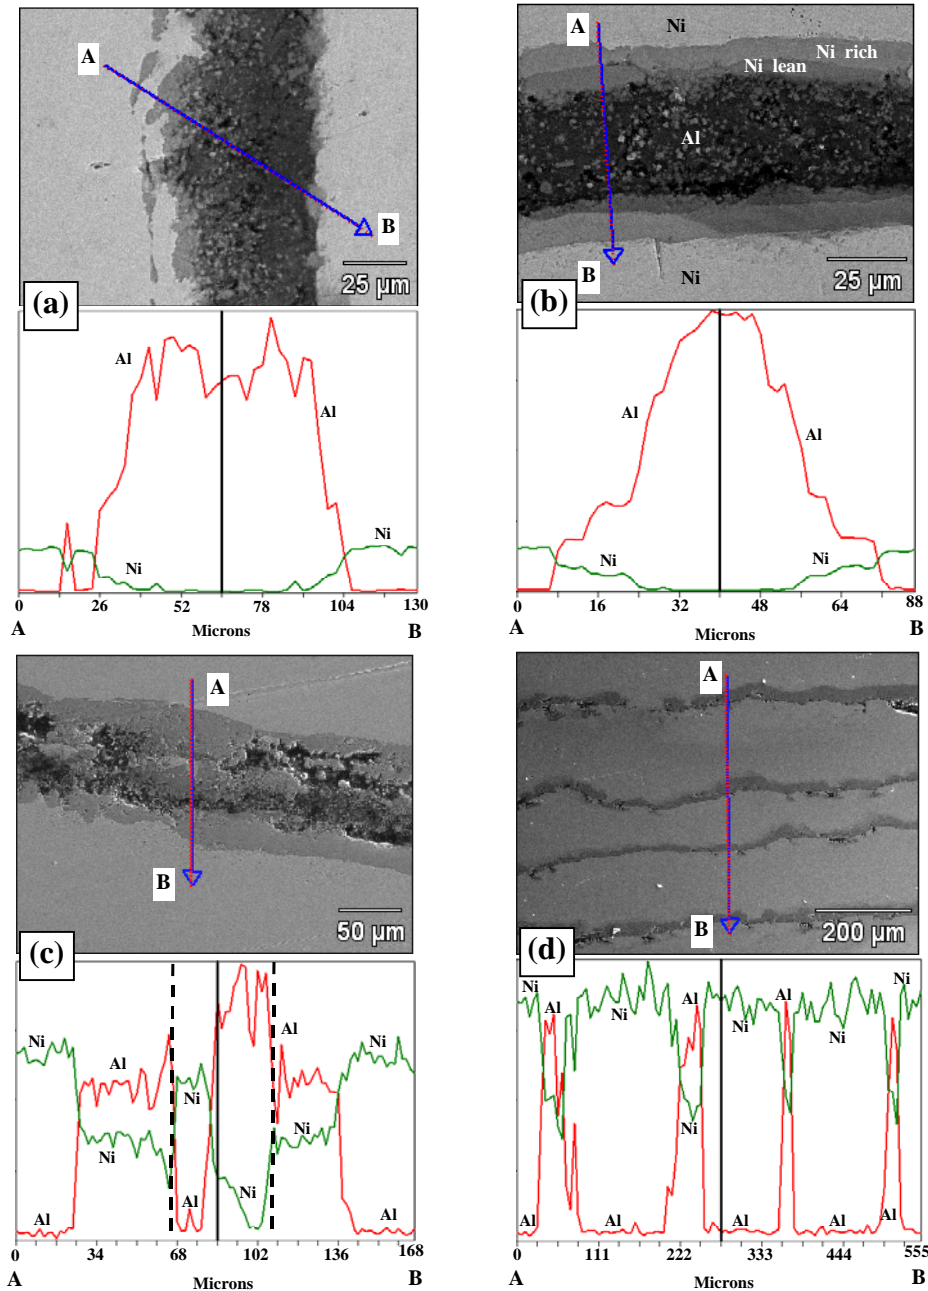 A
B
25 µm
(a)
Al
Al
Ni
Ni
0 26 52 78 104 130
A Microns B
A
Ni
Ni rich
Ni lean
Al
B
Ni
25 µm
(b)
Al
Al
Ni
Ni
0 16 32 48 64 88
A Microns B
A
B
50 µm
(c)
Ni
Al
Al
Ni
Ni
Ni
Al
Ni
Ni
Al
Al
0 34 68 102 136 168
A Microns B
A
B
200 µm
(d)
Ni
Al
Al
Al
Ni
Ni
Ni
Ni
Ni
Al
Al
Al
Al
0 111 222 333 444 555
A Microns B